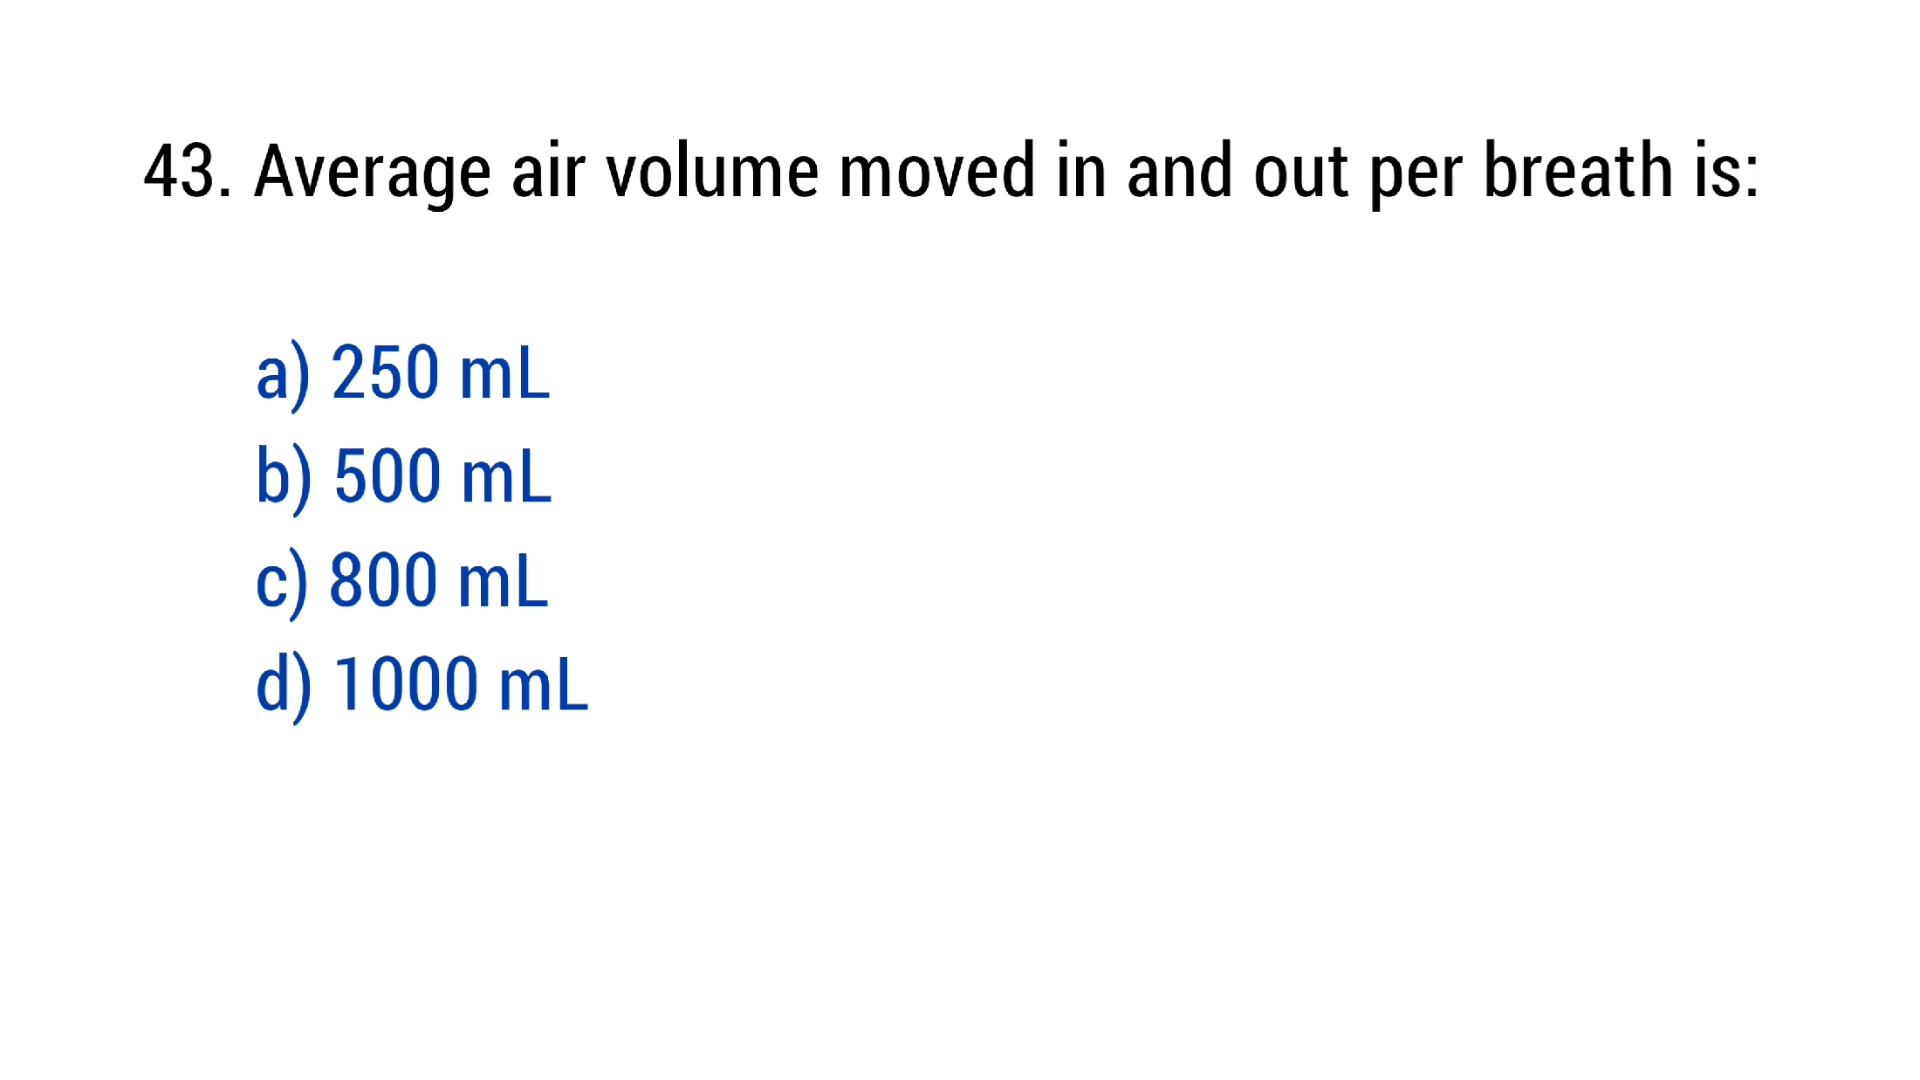 43. Average air volume moved in and out per breath is:
a) 250 mL
b) 500 mL
c) 800 mL
d) 1000 mL